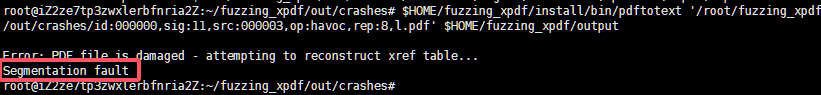 root@iZ2ze7tp3zwxlerbfnria2Z:~/fuzzing_xpdf/out/crashes# $HOME/fuzzing_xpdf/install/bin/pdftotext '/root/fuzzing_xpdf
/out/crashes/id:000000,sig:11,src:000003,op:havoc,rep:8,l.pdf' $HOME/fuzzing_xpdf/output
Error: PDF file is damaged - attempting to reconstruct xref table...
Segmentation fault
root@iZ2ze7tp3zwxlerbfnria2Z:~/fuzzing_xpdf/out/crashes#